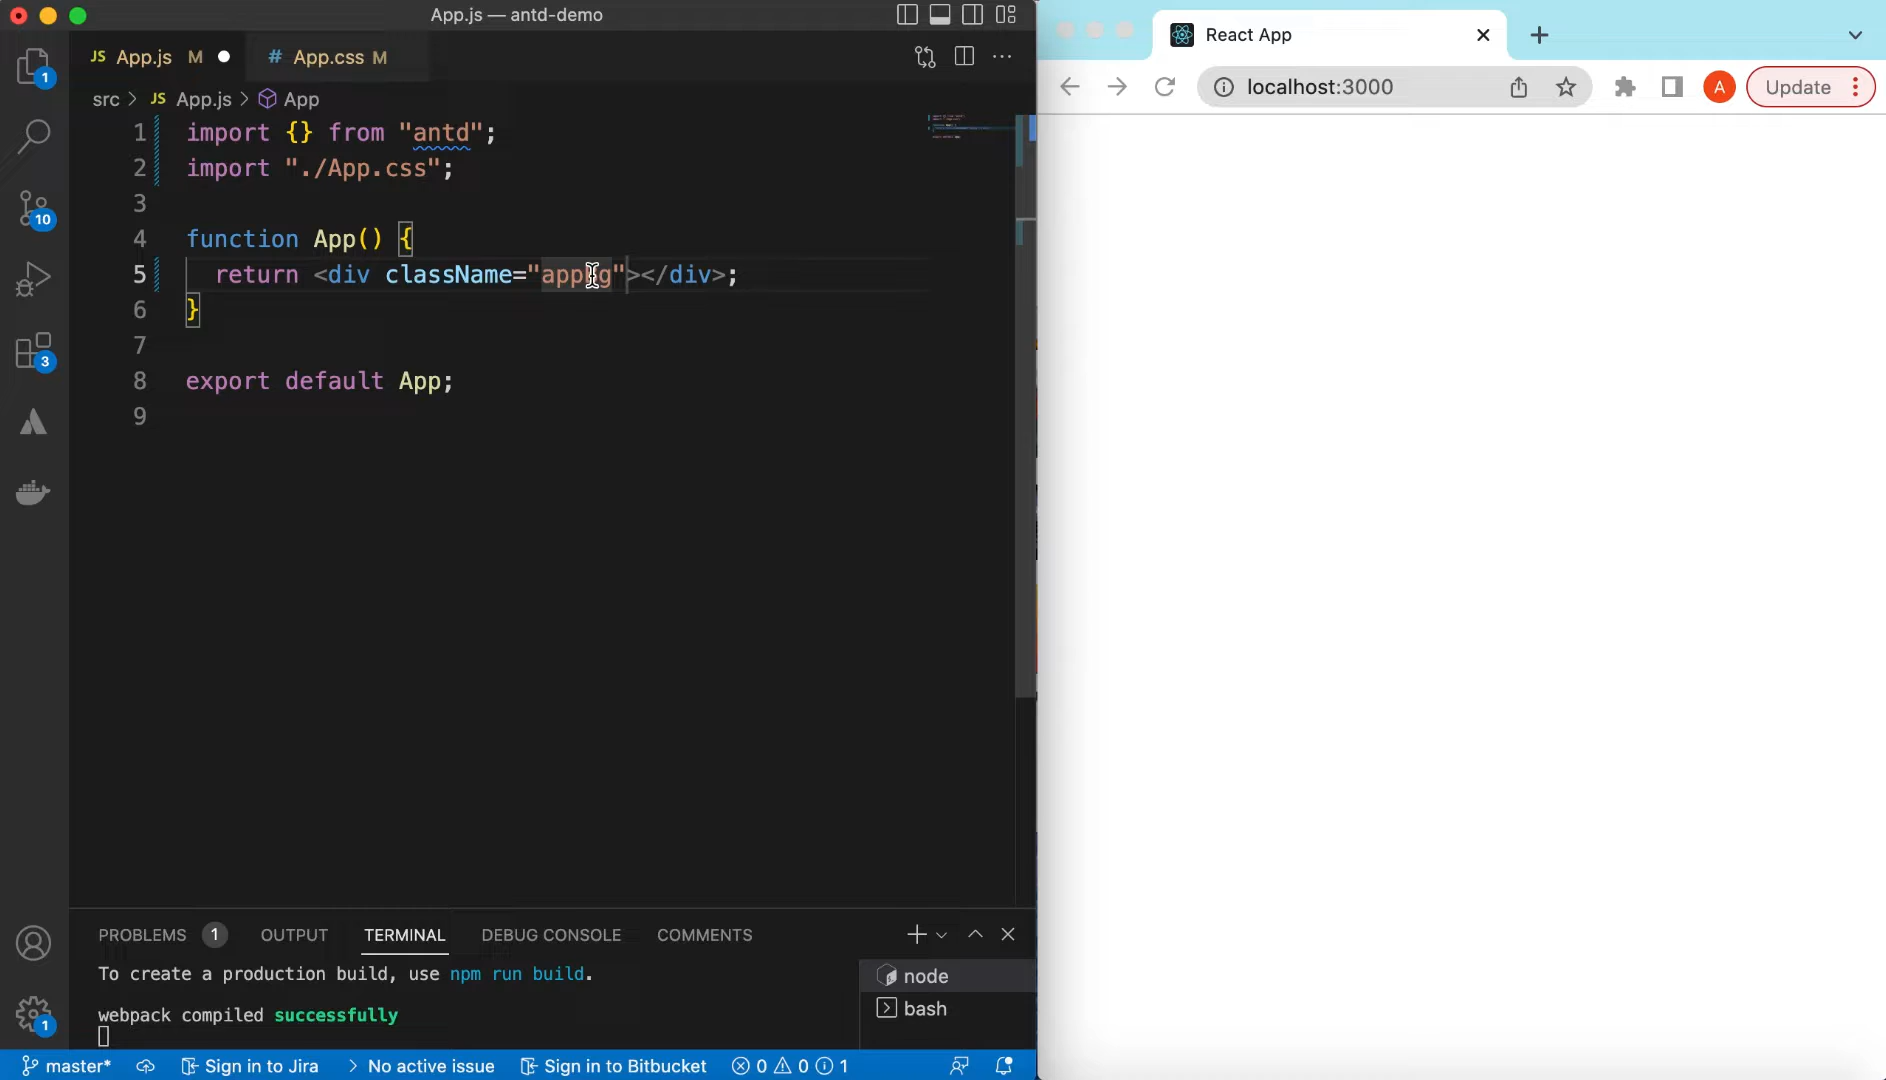 App.js — antd-demo
JS App.js M # App.css M
src > JS App.js > App
1 import {} from "antd";
2 import "./App.css";
3
4 function App() {
5 return <div className="appBg"></div>;
6 }
7
8 export default App;
9
1
10
3
1
PROBLEMS 1 OUTPUT TERMINAL DEBUG CONSOLE COMMENTS
To create a production build, use npm run build.
webpack compiled successfully
node
bash
master* Sign in to Jira > No active issue Sign in to Bitbucket 0 0 1
React App
localhost:3000
A
Update